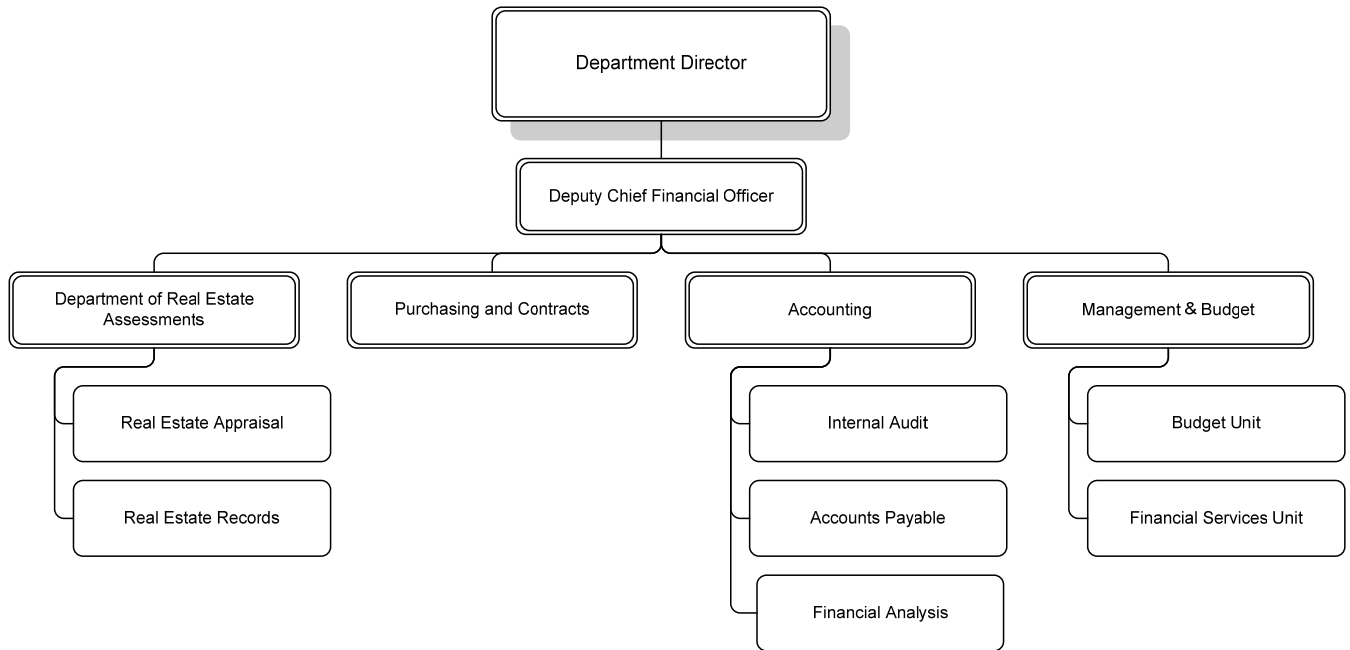 Department Director
Deputy Chief Financial Officer
Department of Real Estate
Assessments
Purchasing and Contracts
Accounting
Management & Budget
Real Estate Appraisal
Internal Audit
Budget Unit
Real Estate Records
Accounts Payable
Financial Services Unit
Financial Analysis